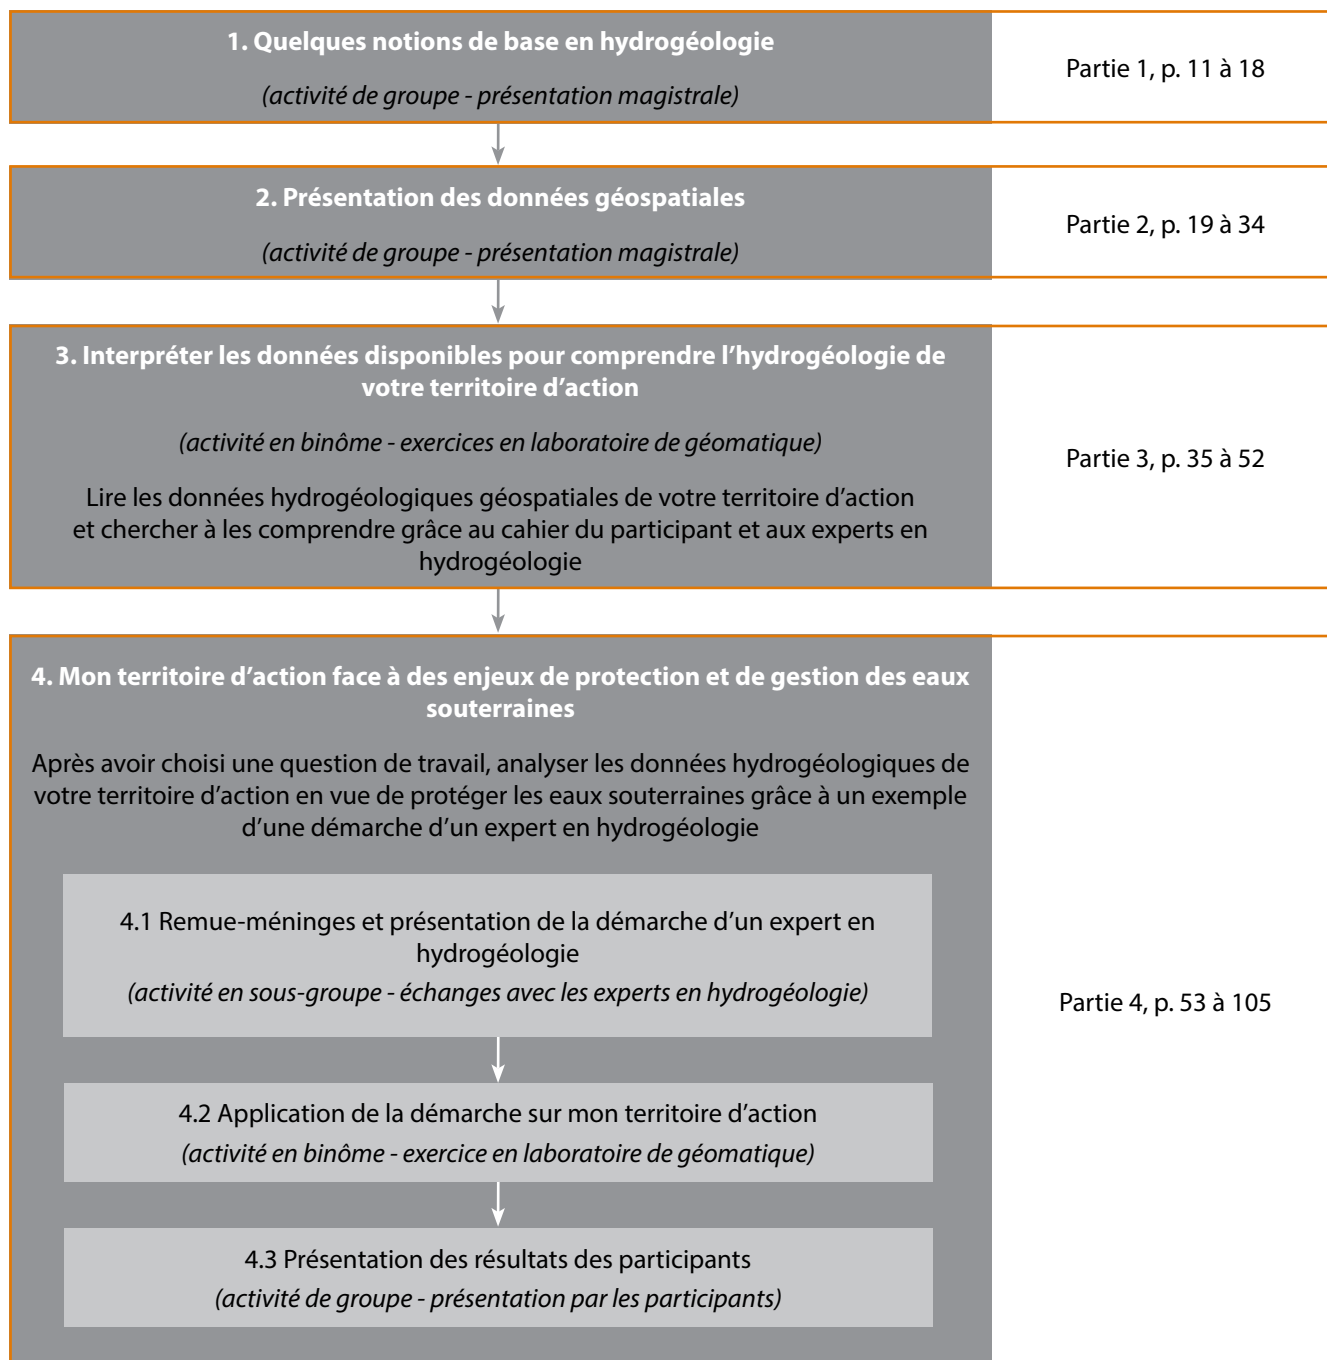 1. Quelques notions de base en hydrogéologie
(activité de groupe - présentation magistrale)
Partie 1, p. 11 à 18
2. Présentation des données géospatiales
(activité de groupe - présentation magistrale)
Partie 2, p. 19 à 34
3. Interpréter les données disponibles pour comprendre l'hydrogéologie de
votre territoire d'action
(activité en binôme - exercices en laboratoire de géomatique)
Lire les données hydrogéologiques géospatiales de votre territoire d'action
et chercher à les comprendre grâce au cahier du participant et aux experts en
hydrogéologie
Partie 3, p. 35 à 52
4. Mon territoire d'action face à des enjeux de protection et de gestion des eaux
souterraines
Après avoir choisi une question de travail, analyser les données hydrogéologiques de
votre territoire d'action en vue de protéger les eaux souterraines grâce à un exemple
d'une démarche d'un expert en hydrogéologie
4.1 Remue-méninges et présentation de la démarche d'un expert en
hydrogéologie
(activité en sous-groupe - échanges avec les experts en hydrogéologie)
4.2 Application de la démarche sur mon territoire d'action
(activité en binôme - exercice en laboratoire de géomatique)
4.3 Présentation des résultats des participants
(activité de groupe - présentation par les participants)
Partie 4, p. 53 à 105